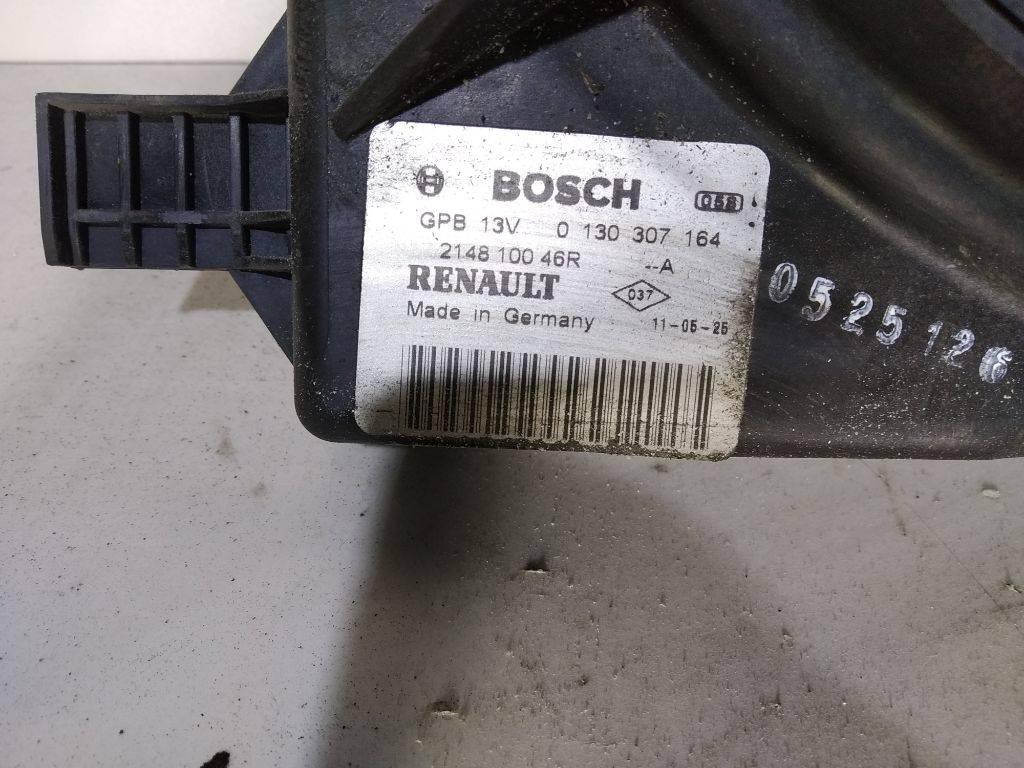 BOSCH 058
GPB 13V 0 130 307 164
2148 100 46R --A
RENAULT 037
Made in Germany 11-05-25
0525126